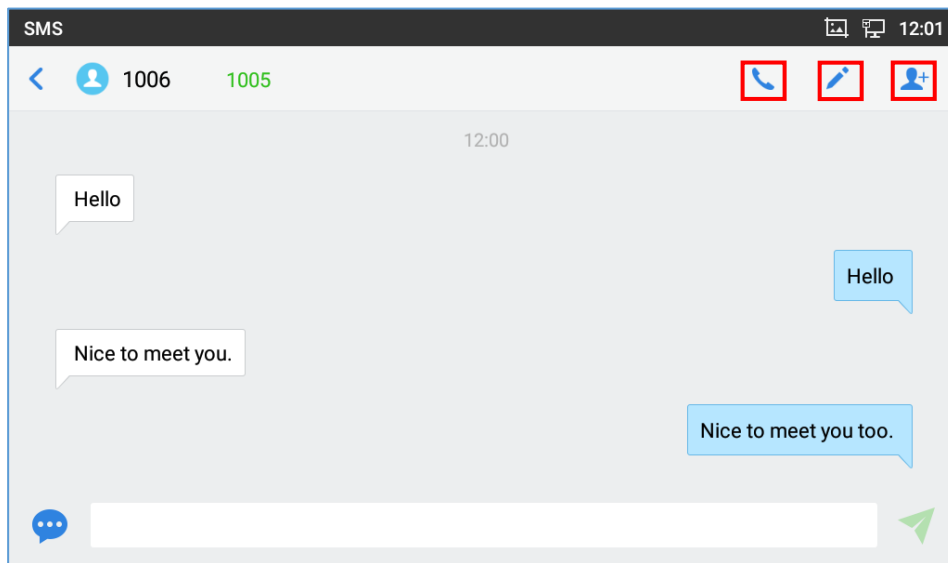 SMS 12:01
1006 1005
12:00
Hello
Hello
Nice to meet you.
Nice to meet you too.